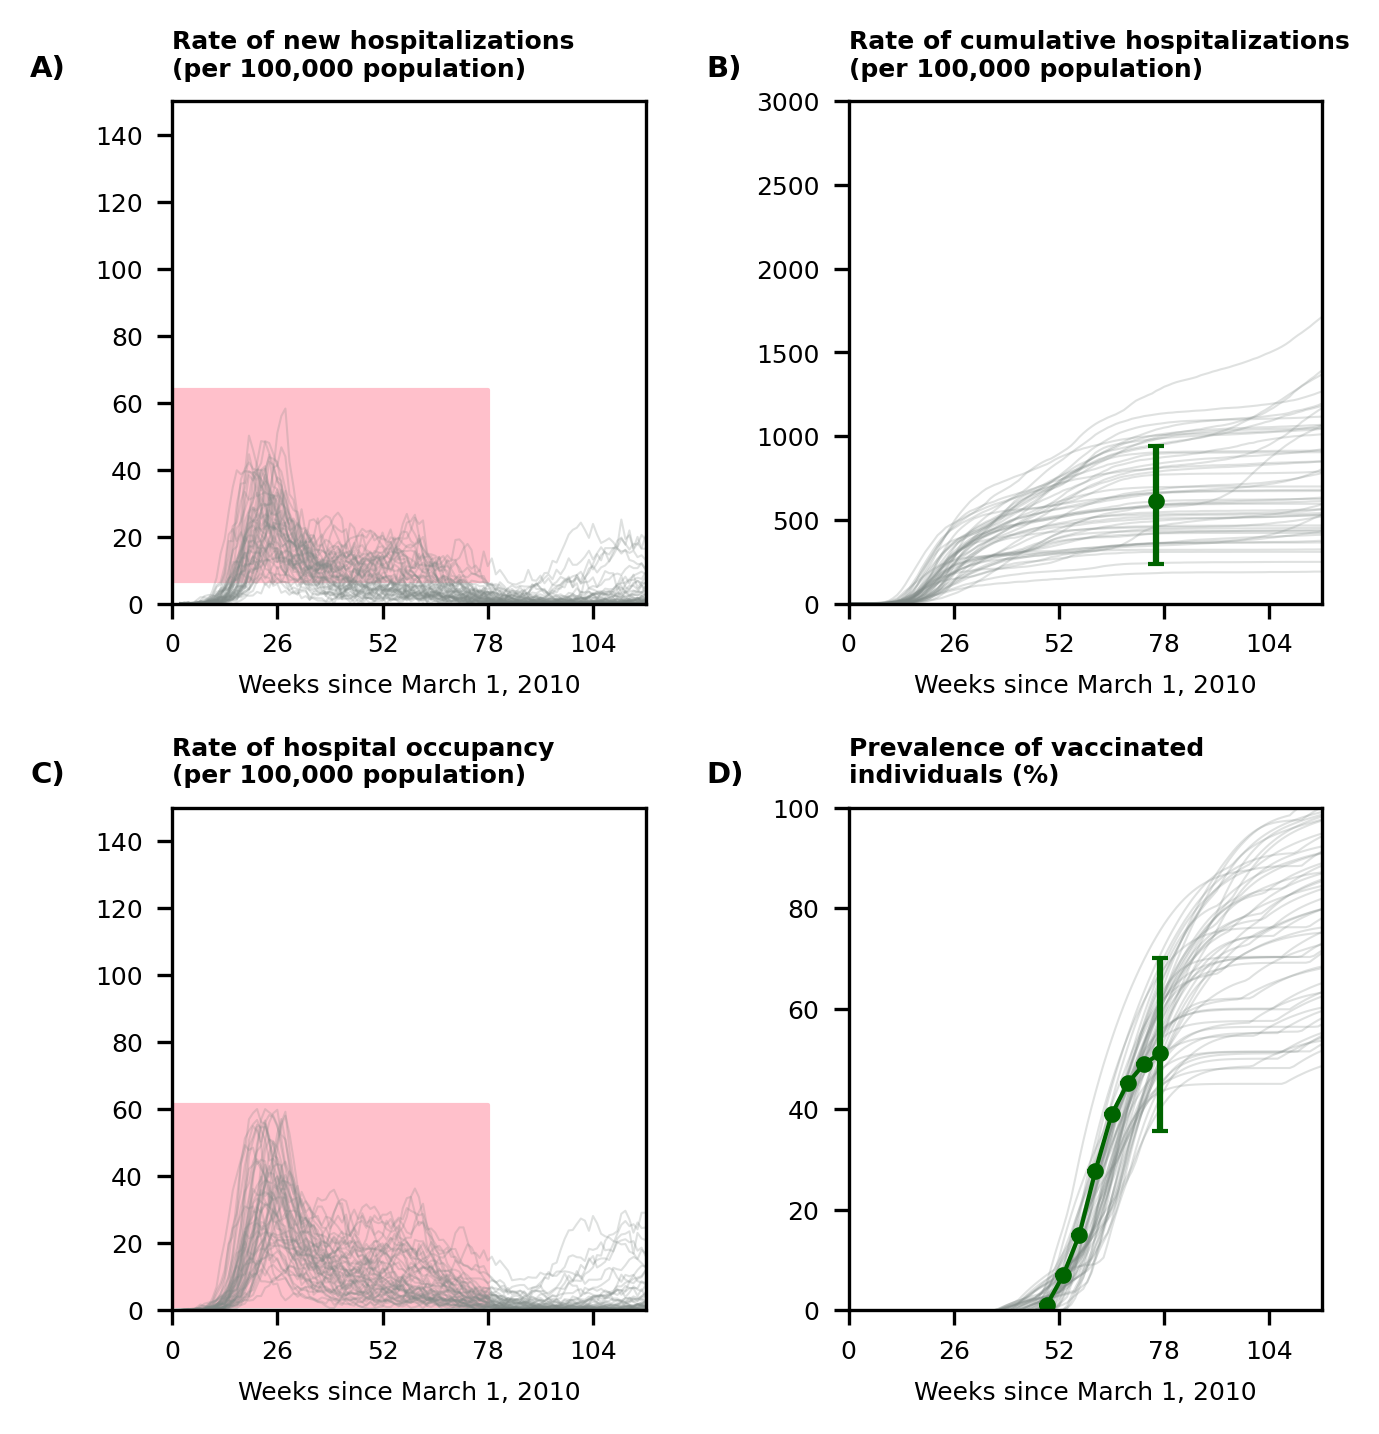 A)
Rate of new hospitalizations
(per 100,000 population)
140
120
100
80
60
40
20
0
0 26 52 78 104
Weeks since March 1, 2010
B)
Rate of cumulative hospitalizations
(per 100,000 population)
3000
2500
2000
1500
1000
500
0
0 26 52 78 104
Weeks since March 1, 2010
C)
Rate of hospital occupancy
(per 100,000 population)
140
120
100
80
60
40
20
0
0 26 52 78 104
Weeks since March 1, 2010
D)
Prevalence of vaccinated
individuals (%)
100
80
60
40
20
0
0 26 52 78 104
Weeks since March 1, 2010